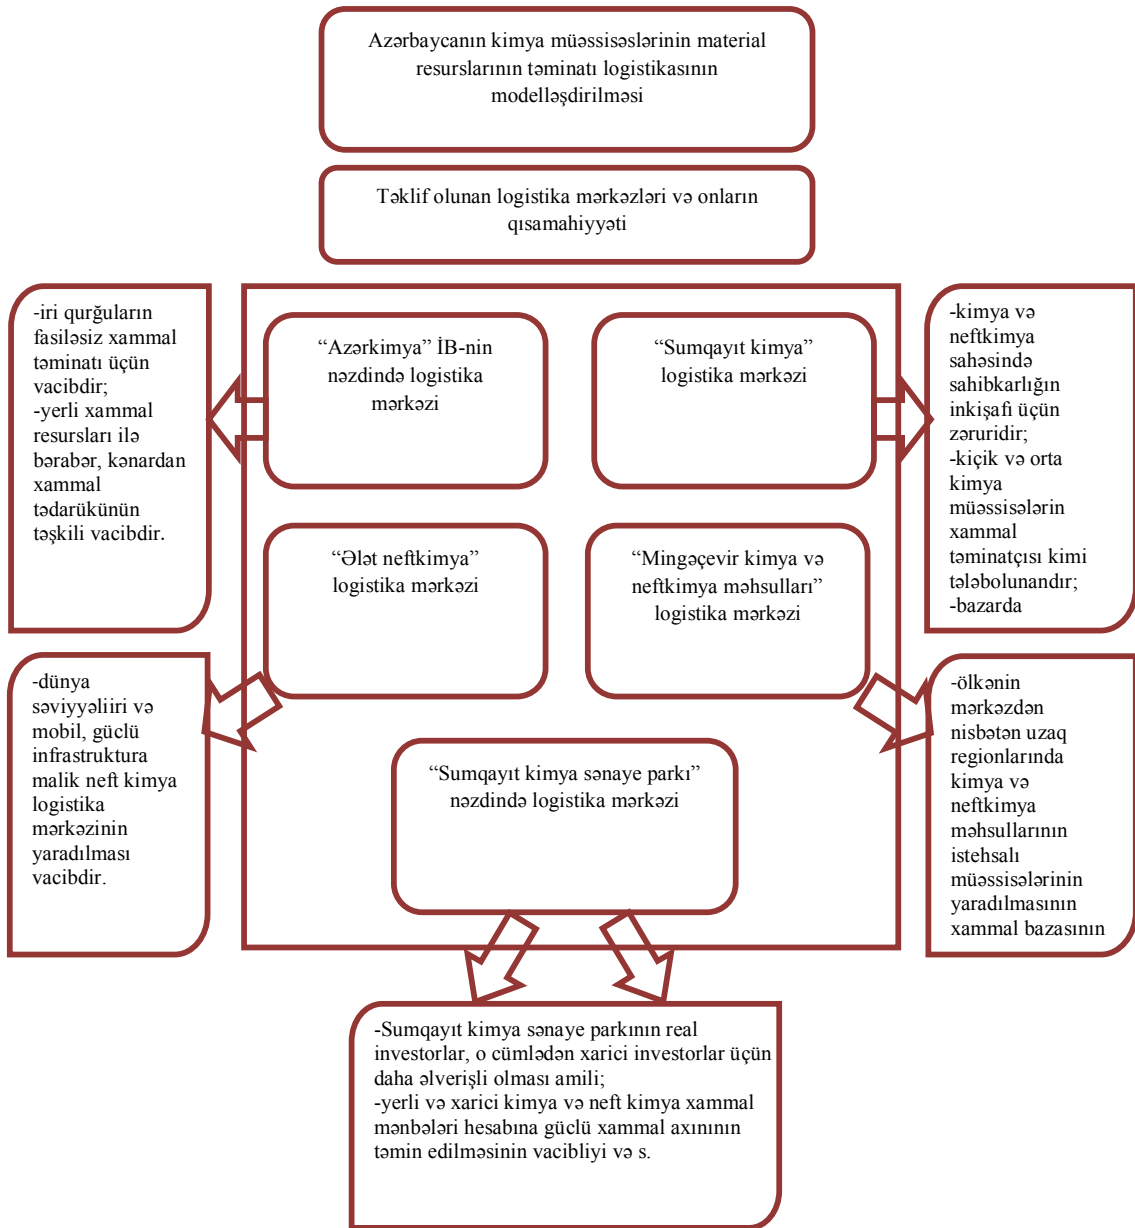 Azərbaycanın kimya müəssisəslərinin material
resurslarının təminatı logistikasının
modelləşdirilməsi
Təklif olunan logistika mərkəzləri və onların
qısamahiyyəti
-iri qurğuların
fasiləsiz xammal
təminatı üçün
vacibdir;
-yerli xammal
resursları ilə
bərabər, kənardan
xammal
tədarükünün
təşkili vacibdir.
“Azərkimya” İB-nin
nəzdində logistika
mərkəzi
“Sumqayıt kimya”
logistika mərkəzi
-kimya və
neftkimya
sahəsində
sahibkarlığın
inkişafı üçün
zəruridir;
-kiçik və orta
kimya
müəssisələrin
xammal
təminatçısı kimi
tələbolunandır;
-bazarda
“Ələt neftkimya”
logistika mərkəzi
“Mingəçevir kimya və
neftkimya məhsulları”
logistika mərkəzi
-dünya
səviyyəliiri və
mobil, güclü
infrastruktura
malik neft kimya
logistika
mərkəzinin
yaradılması
vacibdir.
“Sumqayıt kimya sənaye parkı”
nəzdində logistika mərkəzi
-ölkənin
mərkəzdən
nisbətən uzaq
regionlarında
kimya və
neftkimya
məhsullarının
istehsalı
müəssisələrinin
yaradılmasının
xammal bazasının
-Sumqayıt kimya sənaye parkının real
investorlar, o cümlədən xarici investorlar üçün
daha əlverişli olması amili;
-yerli və xarici kimya və neft kimya xammal
mənbələri hesabına güclü xammal axınının
təmin edilməsinin vacibliyi və s.